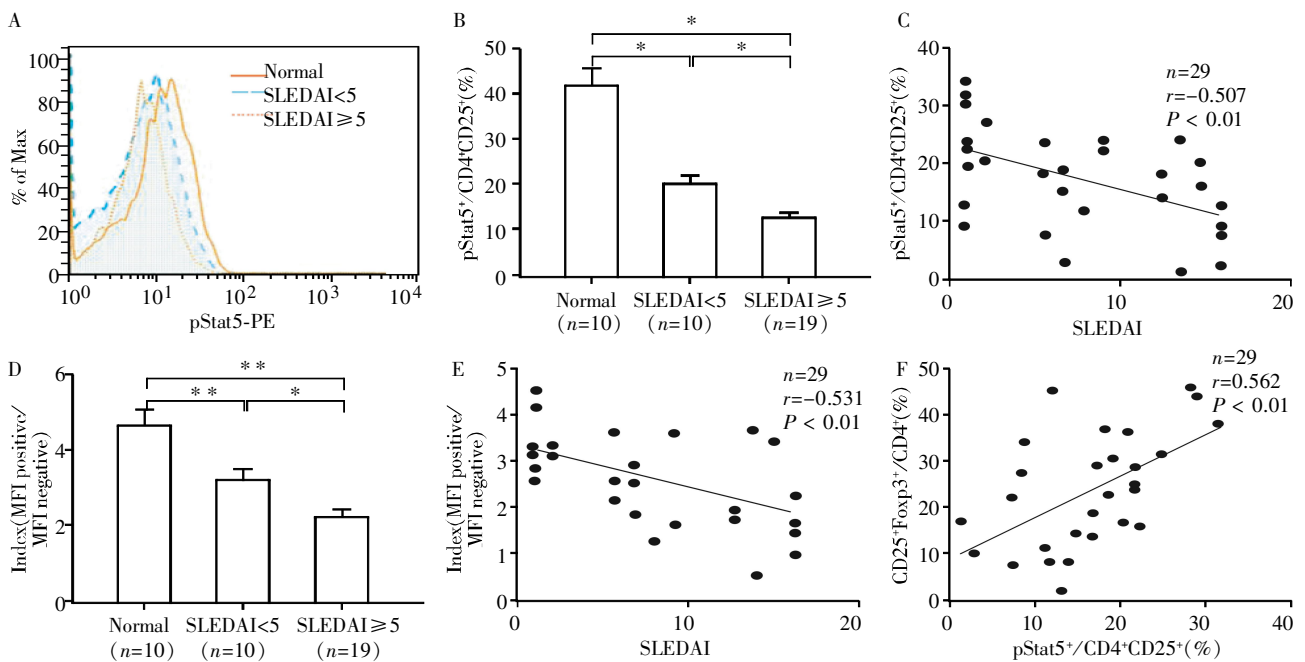 A
% of Max
100
80
60
40
20
0
10⁰
10¹
10²
10³
10⁴
pStat5-PE
Normal
SLEDAI<5
SLEDAI≥5
B
pStat5⁺/CD4⁺CD25⁺(%)
50
40
30
20
10
0
*
*
*
Normal
(n=10)
SLEDAI<5
(n=10)
SLEDAI≥5
(n=19)
C
pStat5⁺/CD4⁺CD25⁺(%)
40
30
20
10
0
0
10
20
SLEDAI
n=29
r=-0.507
P < 0.01
D
Index(MFI positive/
MFI negative)
6
4
2
0
**
**
*
Normal
(n=10)
SLEDAI<5
(n=10)
SLEDAI≥5
(n=19)
E
Index(MFI positive/
MFI negative)
5
4
3
2
1
0
0
10
20
SLEDAI
n=29
r=-0.531
P < 0.01
F
CD25⁺Foxp3⁺/CD4⁺(%)
50
40
30
20
10
0
0
10
20
30
40
pStat5⁺/CD4⁺CD25⁺(%)
n=29
r=0.562
P < 0.01